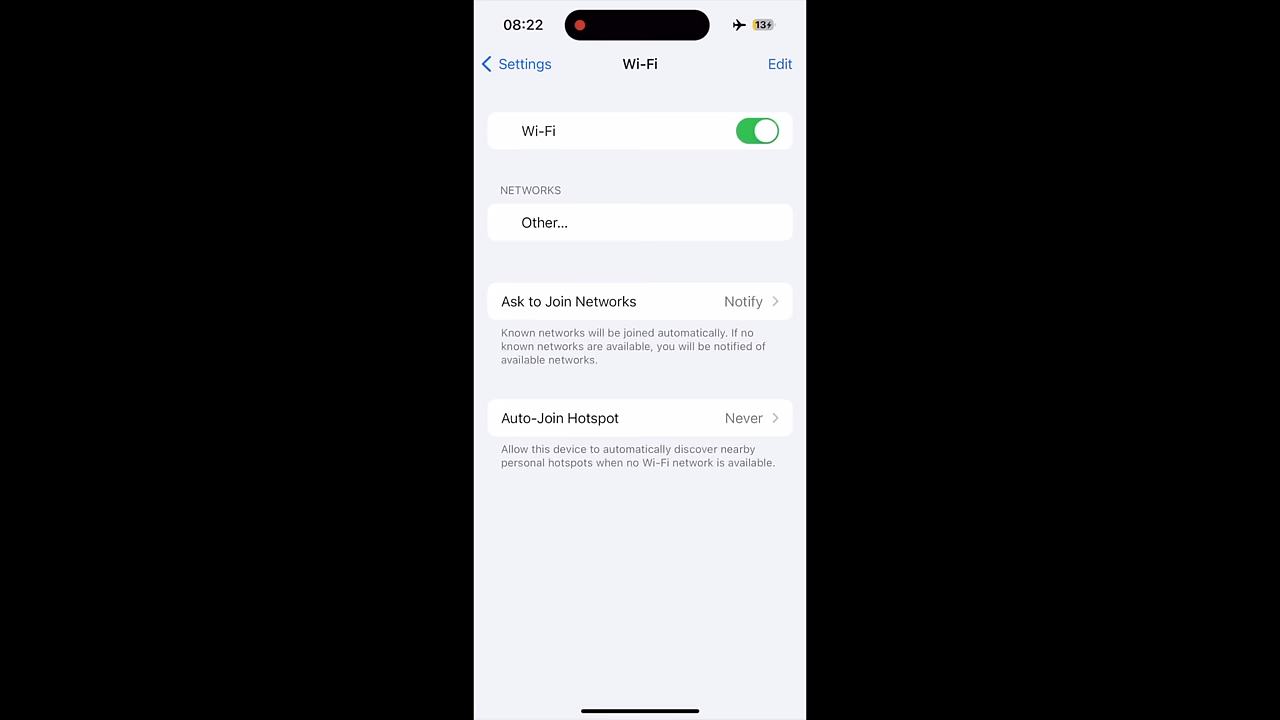 08:22
13
Settings
Wi-Fi
Edit
Wi-Fi
NETWORKS
Other...
Ask to Join Networks
Notify
Known networks will be joined automatically. If no
known networks are available, you will be notified of
available networks.
Auto-Join Hotspot
Never
Allow this device to automatically discover nearby
personal hotspots when no Wi-Fi network is available.